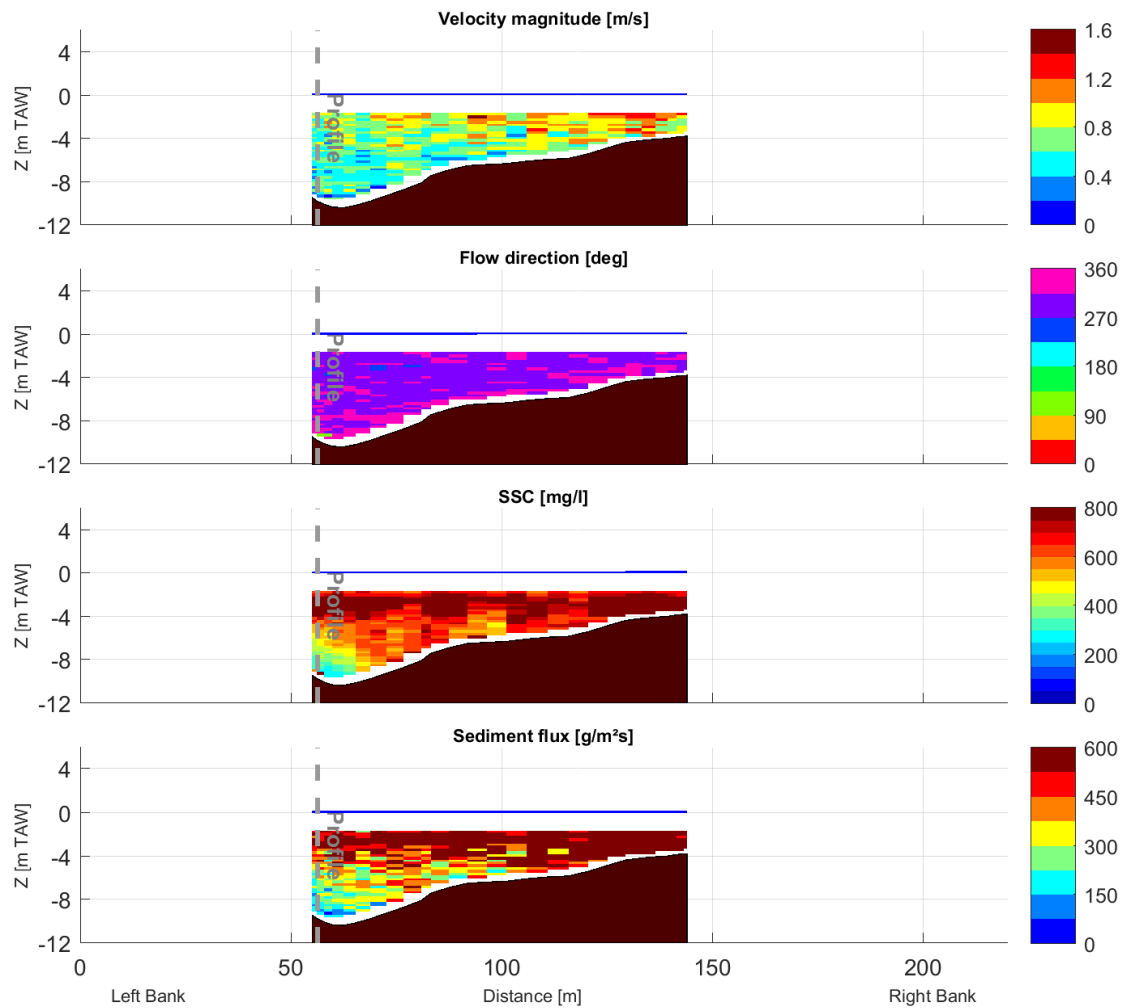 Velocity magnitude [m/s]
4
0
-4
-8
-12
Z [m TAW]
Profile
1.6
1.2
0.8
0.4
0
Flow direction [deg]
4
0
-4
-8
-12
Z [m TAW]
Profile
360
270
180
90
0
SSC [mg/l]
4
0
-4
-8
-12
Z [m TAW]
Profile
800
600
400
200
0
Sediment flux [g/m²s]
4
0
-4
-8
-12
Z [m TAW]
Profile
600
450
300
150
0
0 50 100 150 200
Left Bank Distance [m] Right Bank